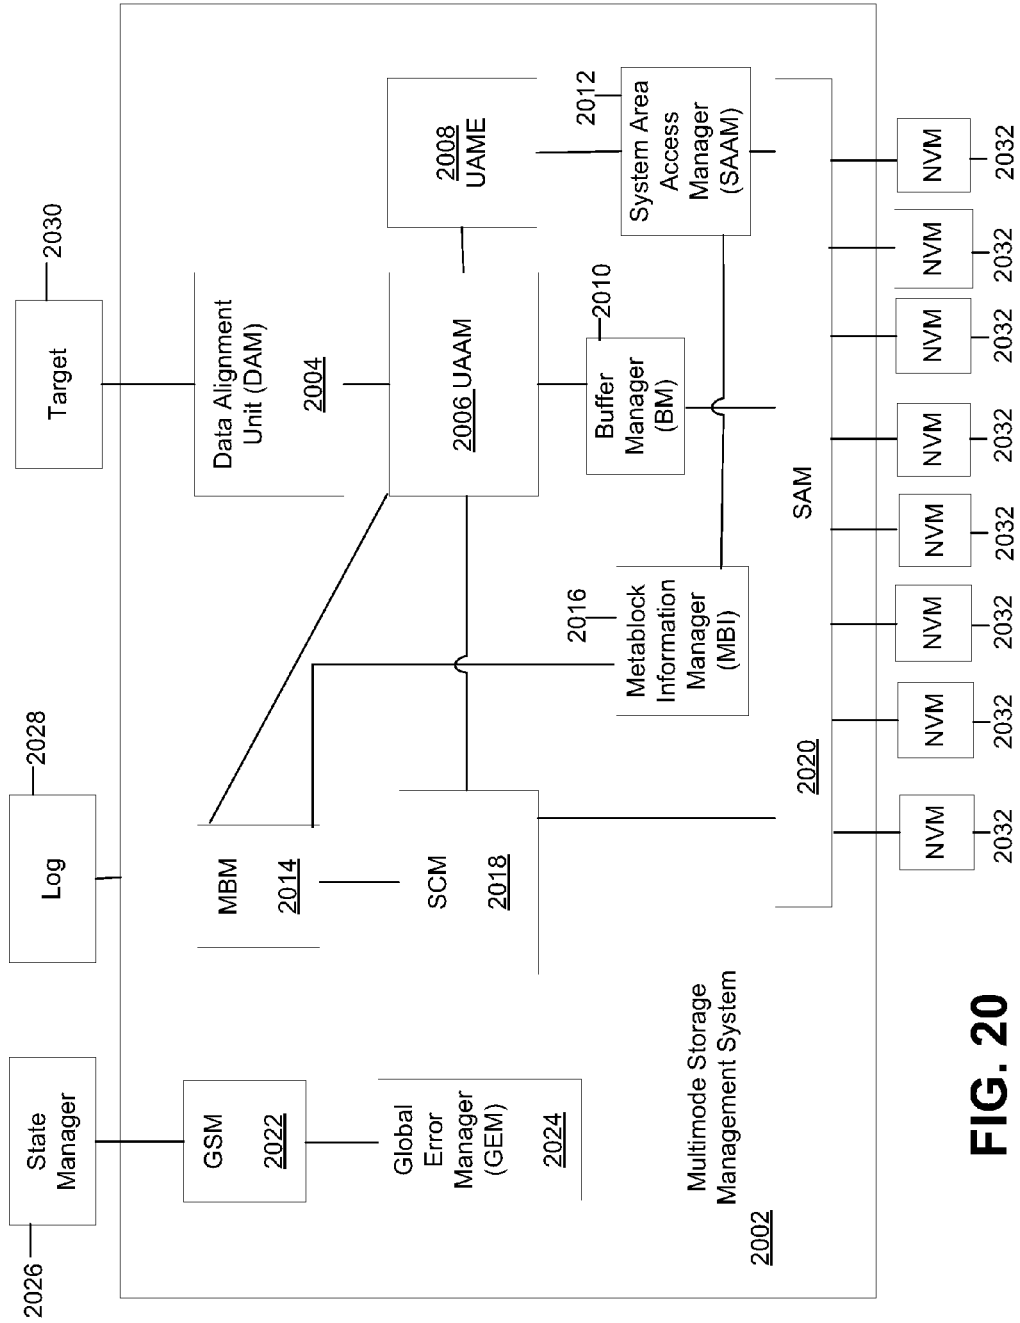 2026
State
Manager
Log
2028
Target
2030
GSM
2022
MBM
2014
Data Alignment
Unit (DAM)
2004
Global
Error
Manager
(GEM)
2024
SCM
2018
2006 UAAM
2008
UAME
2016
Metablock
Information
Manager
(MBI)
Buffer
Manager
(BM)
2010
2012
System Area
Access
Manager
(SAAM)
Multimode Storage
Management System
2002
SAM
2020
NVM
NVM
NVM
NVM
NVM
NVM
NVM
NVM
2032
2032
2032
2032
2032
2032
2032
2032
FIG. 20